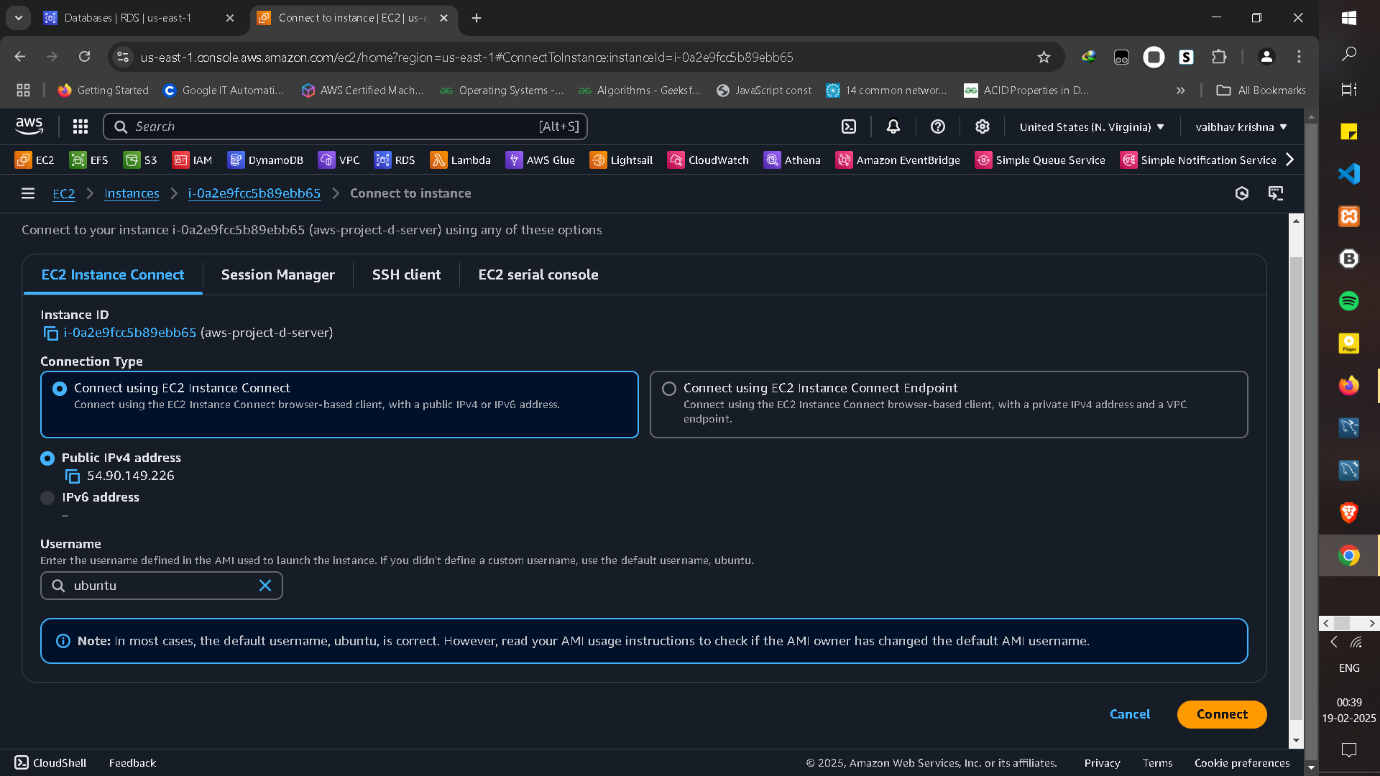 Databases | RDS | us-east-1
Connect to instance | EC2 | us-e
us-east-1.console.aws.amazon.com/ec2/home?region=us-east-1#ConnectToInstance:instanceId=i-0a2e9fcc5b89ebb65
Getting Started
Google IT Automati...
AWS Certified Mach...
Operating Systems -...
Algorithms - Geeksf...
JavaScript const
14 common networ...
ACID Properties in D...
»
All Bookmarks
aws
Search
[Alt+S]
United States (N. Virginia)
vaibhav krishna
EC2
EFS
S3
IAM
DynamoDB
VPC
RDS
Lambda
AWS Glue
Lightsail
CloudWatch
Athena
Amazon EventBridge
Simple Queue Service
Simple Notification Service
EC2
Instances
i-0a2e9fcc5b89ebb65
Connect to instance
Connect to your instance i-0a2e9fcc5b89ebb65 (aws-project-d-server) using any of these options
EC2 Instance Connect
Session Manager
SSH client
EC2 serial console
Instance ID
i-0a2e9fcc5b89ebb65 (aws-project-d-server)
Connection Type
Connect using EC2 Instance Connect
Connect using the EC2 Instance Connect browser-based client, with a public IPv4 or IPv6 address.
Connect using EC2 Instance Connect Endpoint
Connect using the EC2 Instance Connect browser-based client, with a private IPv4 address and a VPC
endpoint.
Public IPv4 address
54.90.149.226
IPv6 address
–
Username
Enter the username defined in the AMI used to launch the instance. If you didn't define a custom username, use the default username, ubuntu.
ubuntu
Note: In most cases, the default username, ubuntu, is correct. However, read your AMI usage instructions to check if the AMI owner has changed the default AMI username.
Cancel
Connect
CloudShell
Feedback
© 2025, Amazon Web Services, Inc. or its affiliates.
Privacy
Terms
Cookie preferences
ENG
00:39
19-02-2025